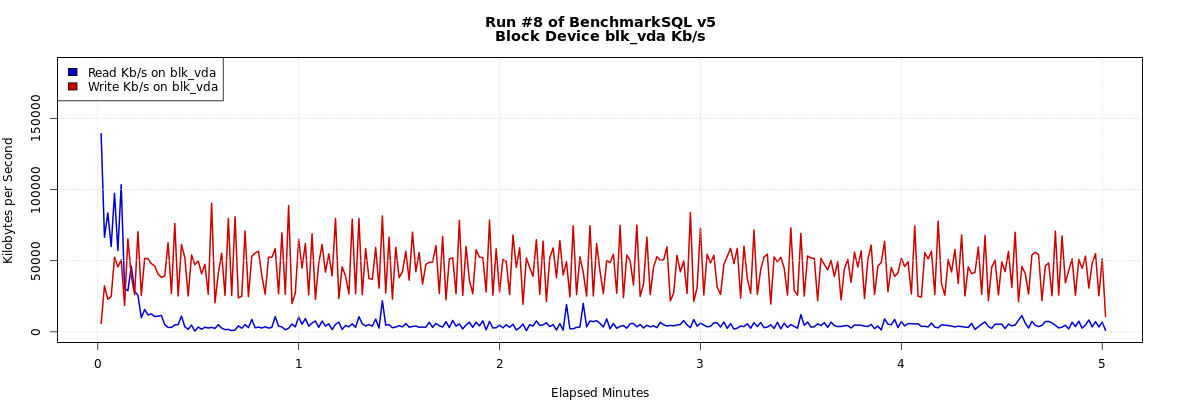 Run #8 of BenchmarkSQL v5
Block Device blk_vda Kb/s
Read Kb/s on blk_vda
Write Kb/s on blk_vda
Kilobytes per Second
150000
100000
50000
0
0 1 2 3 4 5
Elapsed Minutes